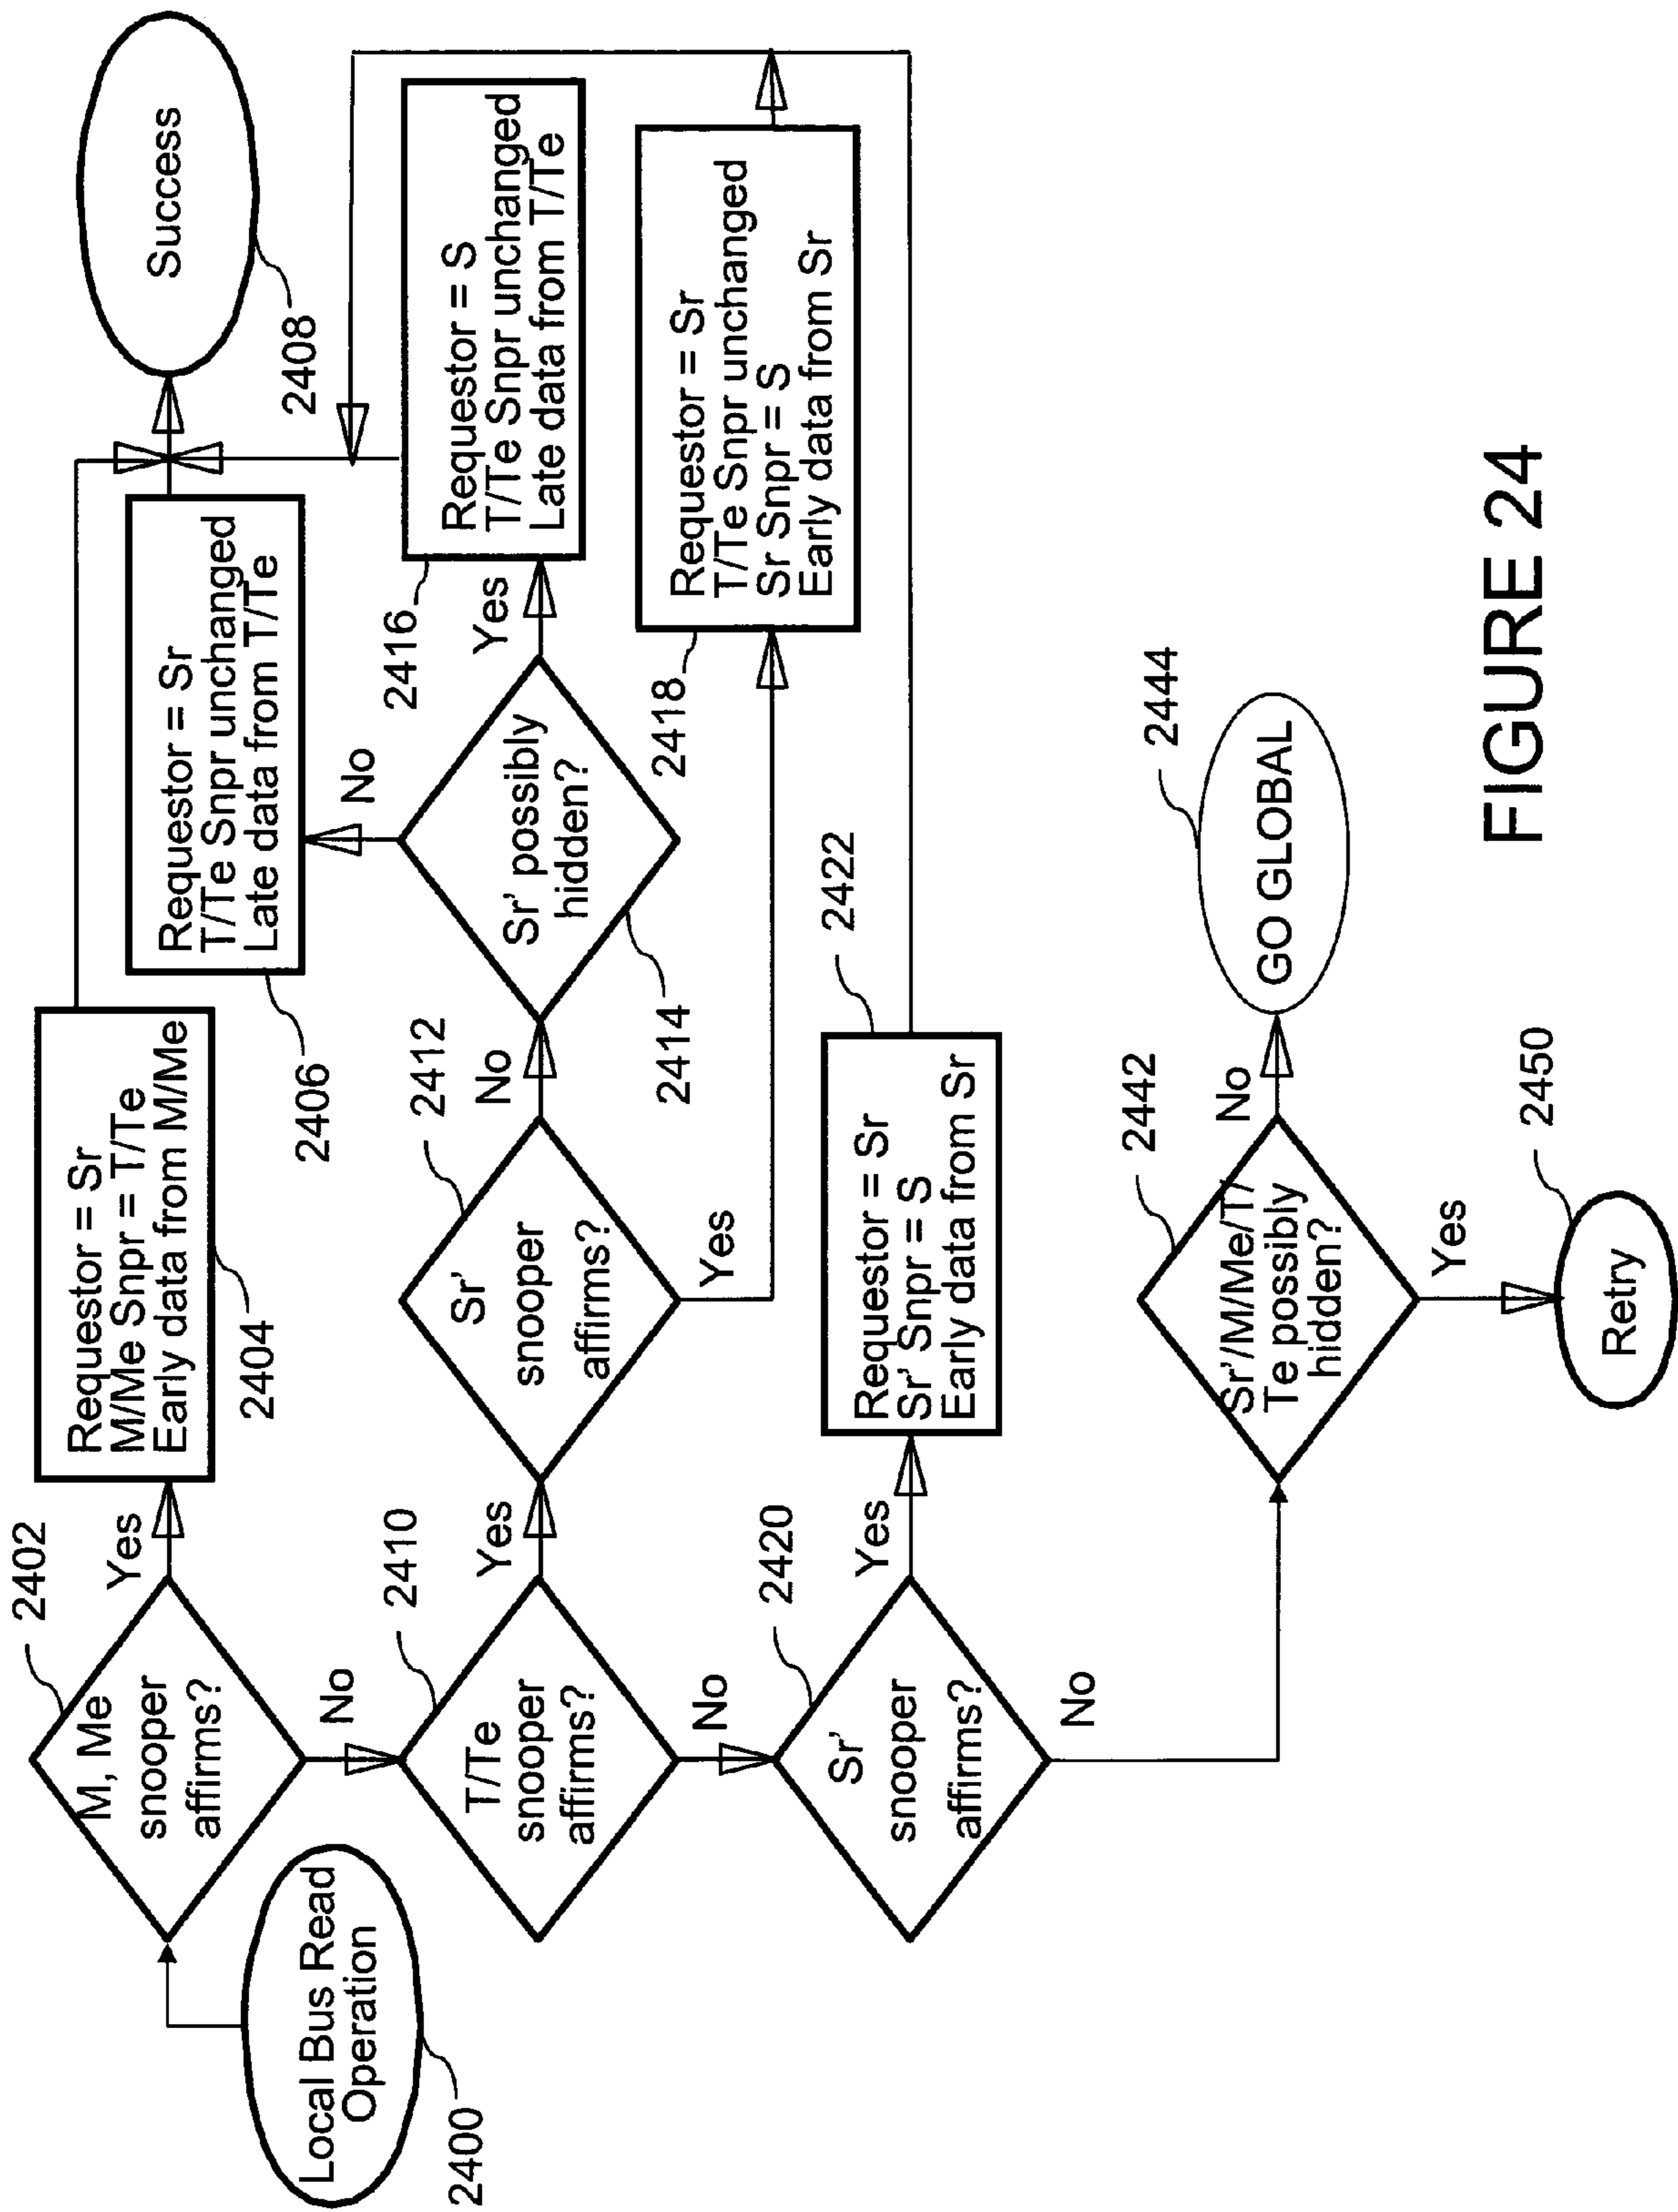 2400
Local Bus Read
Operation
2402
M, Me
snooper
affirms?
Yes
No
2404
Requestor = Sr
M/Me Snpr = T/Te
Early data from M/Me
2406
Requestor = Sr
T/Te Snpr unchanged
Late data from T/Te
Success
2408
2410
T/Te
snooper
affirms?
Yes
No
2412
Sr'
snooper
affirms?
No
Yes
2414
Sr' possibly
hidden?
No
Yes
2416
Requestor = S
T/Te Snpr unchanged
Late data from T/Te
2418
Requestor = Sr
T/Te Snpr unchanged
Sr Snpr = S
Early data from Sr
2420
Sr'
snooper
affirms?
Yes
No
2422
Requestor = Sr
Sr' Snpr = S
Early data from Sr
2442
Sr'/M/Me/T/
Te possibly
hidden?
No
Yes
2444
GO GLOBAL
2450
Retry
FIGURE 24